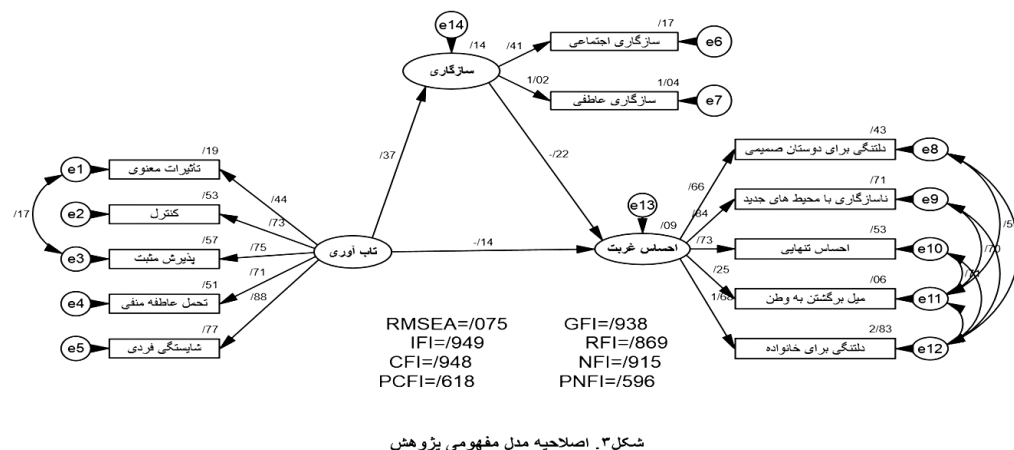 e14
/14
سازگاری
/41
سازگاری اجتماعی
/17
e6
1/02
سازگاری عاطفی
1/04
e7
/37
-/22
e1
تأثیرات معنوی
/19
/44
/17
e2
کنترل
/53
/73
e3
پذیرش مثبت
/57
/75
e4
تحمل عاطفه منفی
/51
/71
e5
شایستگی فردی
/77
/88
تاب آوری
-/14
e13
/09
احساس غربت
/66
دلتنگی برای دوستان صمیمی
/43
e8
/84
ناسازگاری با محیط های جدید
/71
e9
/73
احساس تنهایی
/53
e10
/25
میل برگشتن به وطن
/06
e11
دلتنگی برای خانواده
2/83
e12
/70
RMSEA=/075 GFI=/938
IFI=/949 RFI=/869
CFI=/948 NFI=/915
PCFI=/618 PNFI=/596
شکل۳. اصلاحیه مدل مفهومی پژوهش